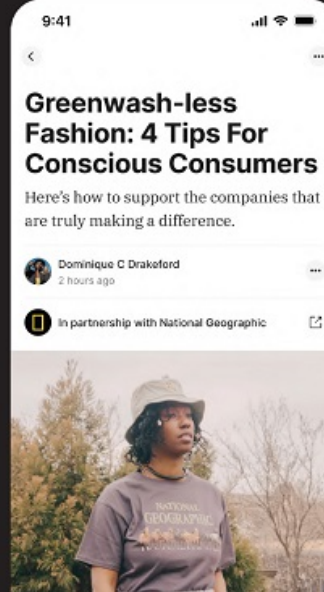 9:41
Greenwash-less
Fashion: 4 Tips For
Conscious Consumers
Here's how to support the companies that
are truly making a difference.
Dominique C Drakeford
2 hours ago
In partnership with National Geographic
NATIONAL
GEOGRAPHIC